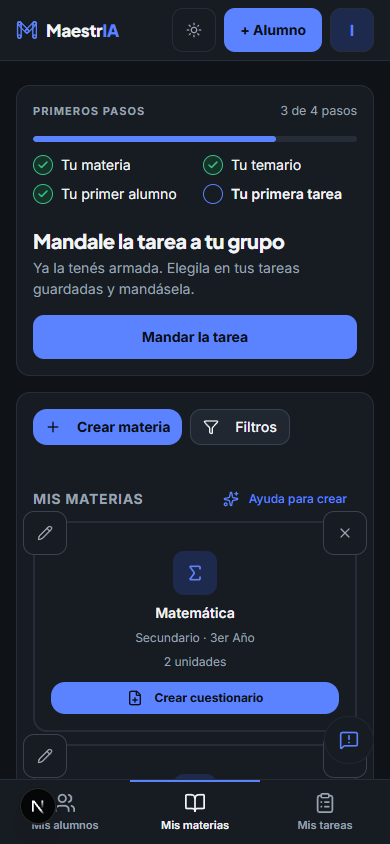 MaestrIA
+ Alumno
I
PRIMEROS PASOS
3 de 4 pasos
Tu materia
Tu temario
Tu primer alumno
Tu primera tarea
Mandale la tarea a tu grupo
Ya la tenés armada. Elegila en tus tareas
guardadas y mandásela.
Mandar la tarea
Crear materia
Filtros
MIS MATERIAS
Ayuda para crear
Matemática
Secundario · 3er Año
2 unidades
Crear cuestionario
N
Mis alumnos
Mis materias
Mis tareas